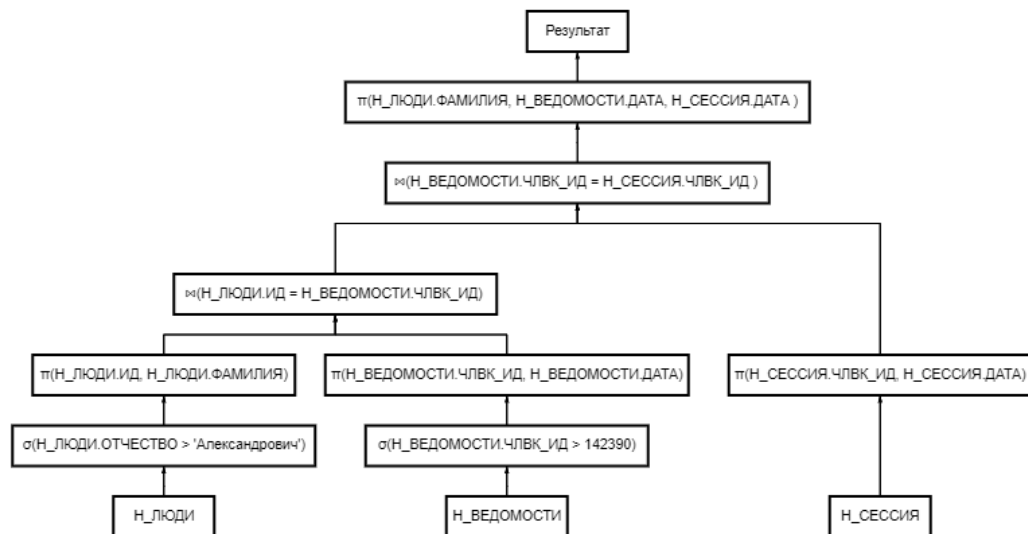 Результат
π(Н_ЛЮДИ.ФАМИЛИЯ, Н_ВЕДОМОСТИ.ДАТА, Н_СЕССИЯ.ДАТА )
⋈(Н_ВЕДОМОСТИ.ЧЛВК_ИД = Н_СЕССИЯ.ЧЛВК_ИД )
⋈(Н_ЛЮДИ.ИД = Н_ВЕДОМОСТИ.ЧЛВК_ИД)
π(Н_ЛЮДИ.ИД, Н_ЛЮДИ.ФАМИЛИЯ)
π(Н_ВЕДОМОСТИ.ЧЛВК_ИД, Н_ВЕДОМОСТИ.ДАТА)
π(Н_СЕССИЯ.ЧЛВК_ИД, Н_СЕССИЯ.ДАТА)
σ(Н_ЛЮДИ.ОТЧЕСТВО > 'Александрович')
σ(Н_ВЕДОМОСТИ.ЧЛВК_ИД > 142390)
Н_ЛЮДИ
Н_ВЕДОМОСТИ
Н_СЕССИЯ